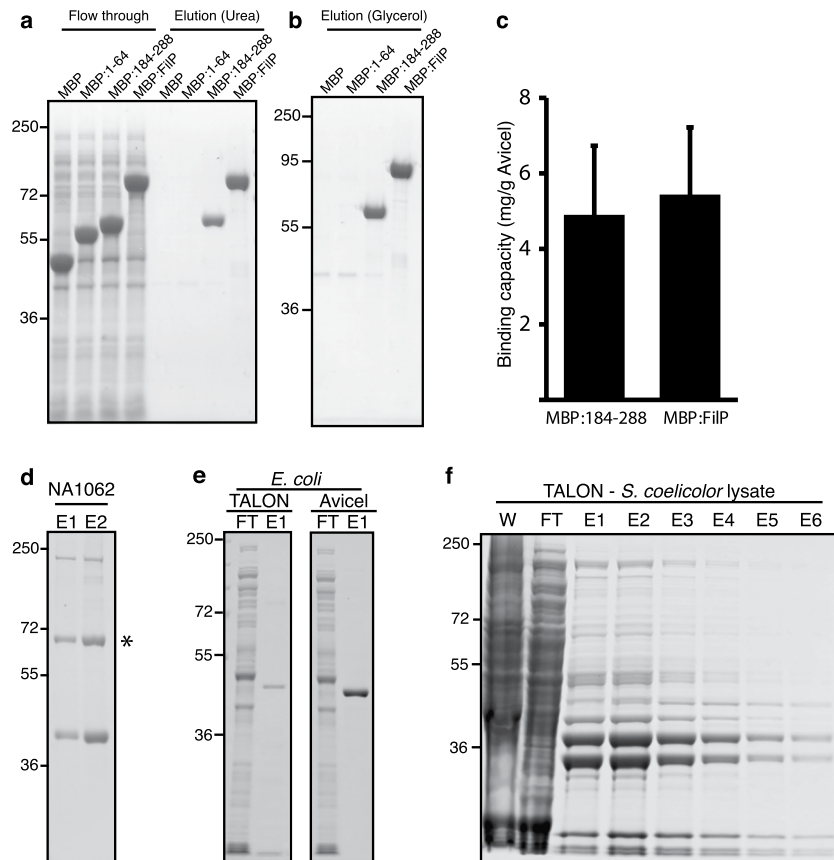 a
Flow through
Elution (Urea)
MBP
MBP:1-64
MBP:184-288
MBP:FilP
MBP
MBP:1-64
MBP:184-288
MBP:FilP
250
72
55
36
b
Elution (Glycerol)
MBP
MBP:1-64
MBP:184-288
MBP:FilP
250
95
55
36
c
Binding capacity (mg/g Avicel)
8
6
4
2
MBP:184-288
MBP:FilP
d
NA1062
E1 E2
250
72
55
36
*
e
E. coli
TALON Avicel
FT E1 FT E1
250
72
55
36
f
TALON - S. coelicolor lysate
W FT E1 E2 E3 E4 E5 E6
250
72
55
36